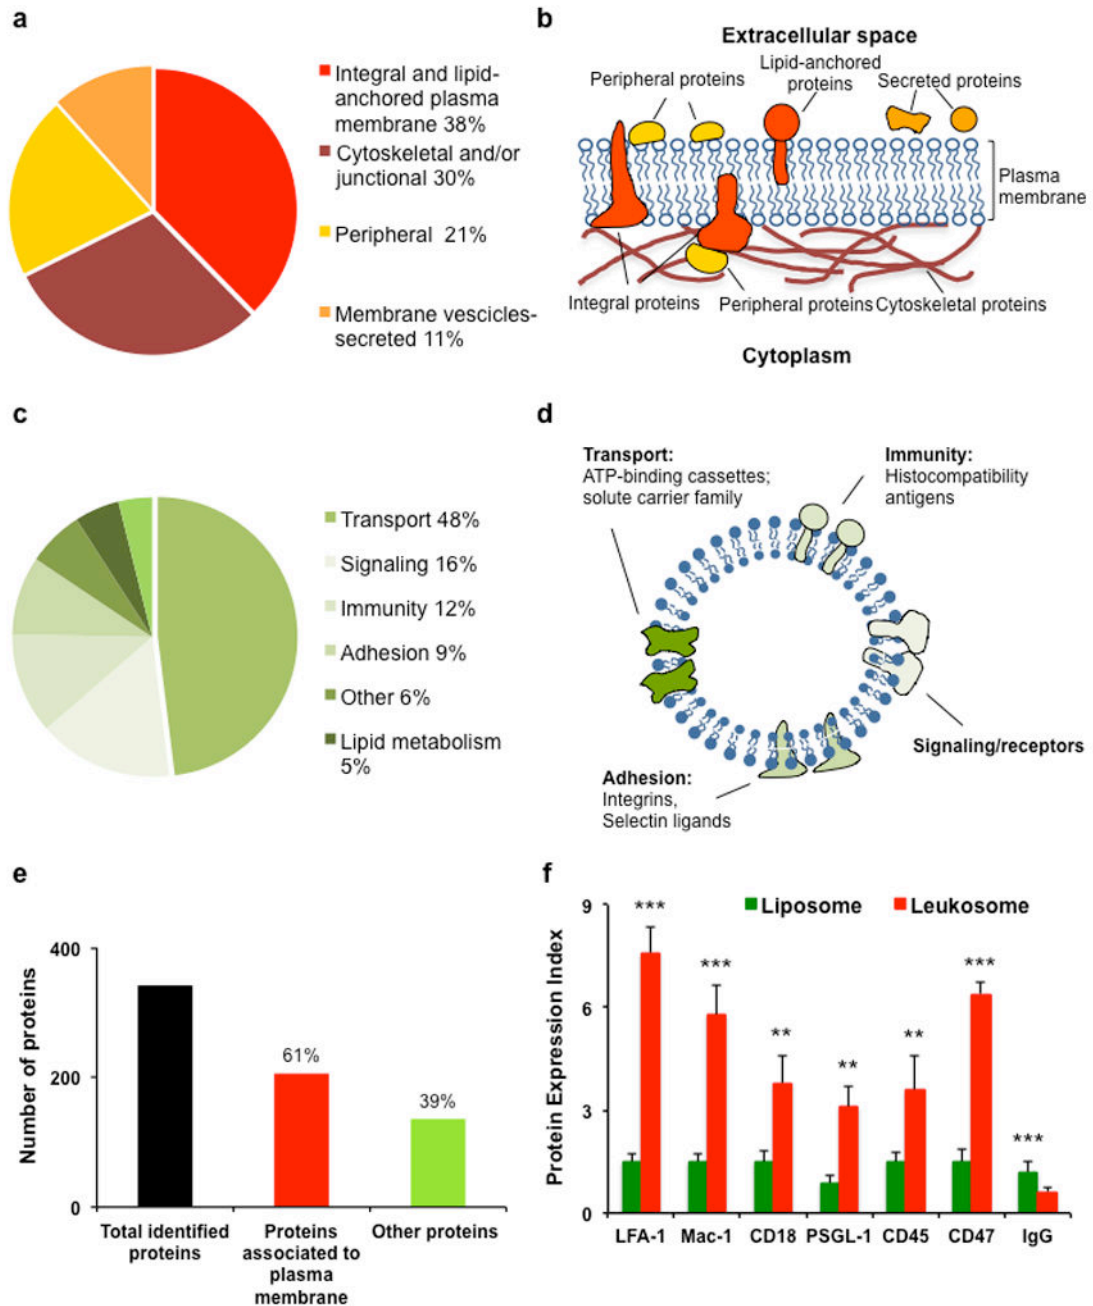 a
Integral and lipid-
anchored plasma
membrane 38%
Cytoskeletal and/or
junctional 30%
Peripheral 21%
Membrane vescicles-
secreted 11%
b
Extracellular space
Peripheral proteins
Lipid-anchored
proteins
Secreted proteins
Plasma
membrane
Integral proteins
Peripheral proteins
Cytoskeletal proteins
Cytoplasm
c
Transport 48%
Signaling 16%
Immunity 12%
Adhesion 9%
Other 6%
Lipid metabolism
5%
d
Transport:
ATP-binding cassettes;
solute carrier family
Immunity:
Histocompatibility
antigens
Signaling/receptors
Adhesion:
Integrins,
Selectin ligands
e
Number of proteins
400
200
0
61%
39%
Total identified
proteins
Proteins
associated to
plasma
membrane
Other proteins
f
Protein Expression Index
9
6
3
0
Liposome
Leukosome
***
***
**
**
**
***
***
LFA-1
Mac-1
CD18
PSGL-1
CD45
CD47
IgG